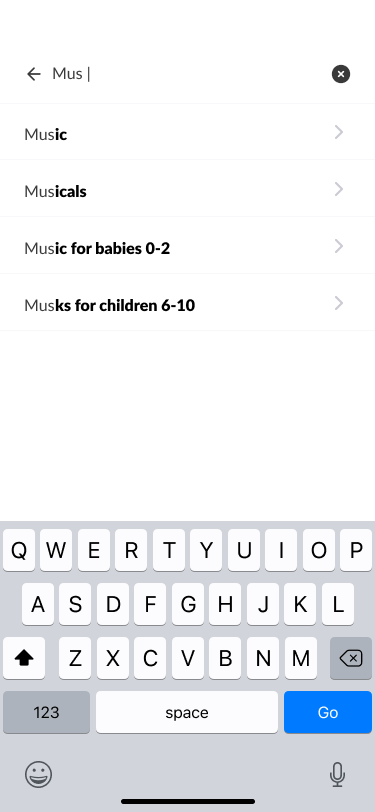 Mus |
Music
Musicals
Music for babies 0-2
Musks for children 6-10
Q W E R T Y U I O P
A S D F G H J K L
Z X C V B N M
123 space Go